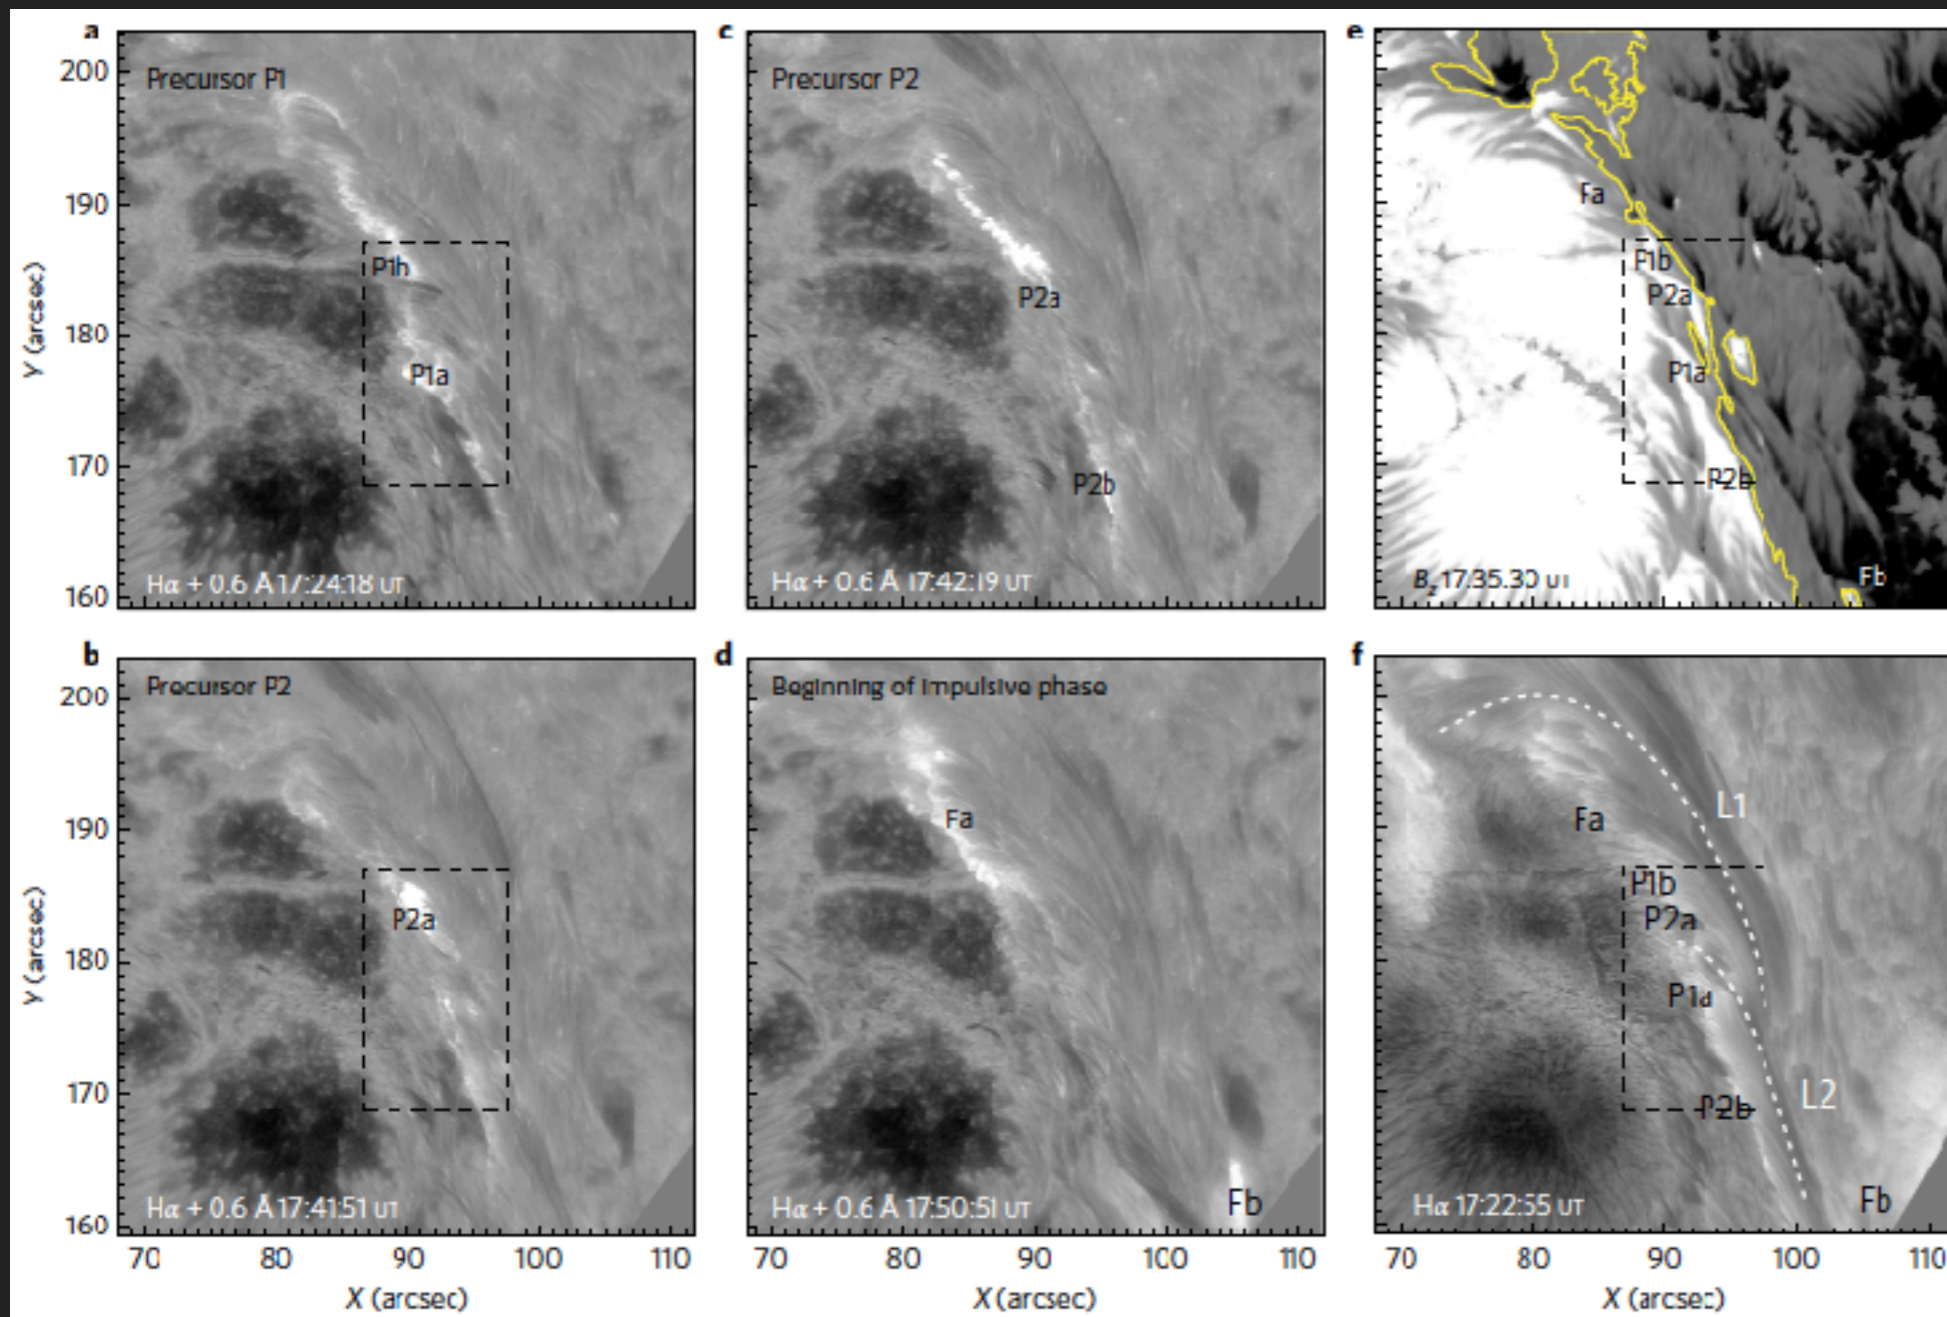 a
Precursor P1
200
190
180
170
160
Y (arcsec)
P1b
P1a
Hα + 0.6 Å 17:24:18 UT
c
Precursor P2
P2a
P2b
Hα + 0.6 Å 17:42:19 UT
e
Fa
P1b
P2a
P1a
P2b
Fb
Bz 17:35:30 UT
b
Precursor P2
200
190
180
170
160
Y (arcsec)
P2a
Hα + 0.6 Å 17:41:51 UT
70 80 90 100 110
X (arcsec)
d
Beginning of impulsive phase
Fa
Fb
Hα + 0.6 Å 17:50:51 UT
70 80 90 100 110
X (arcsec)
f
L1
Fa
P1b
P2a
P1a
L2
P2b
Fb
Hα 17:22:55 UT
70 80 90 100 110
X (arcsec)